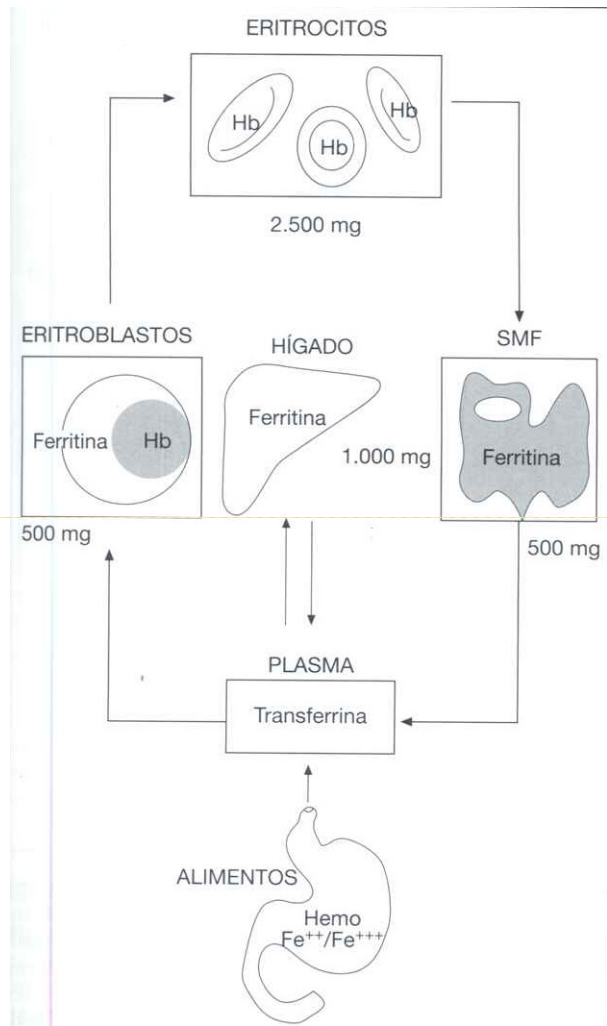 ERITROCITOS
Hb
Hb
Hb
2.500 mg
ERITROBLASTOS
Ferritina
Hb
500 mg
HÍGADO
Ferritina
1.000 mg
SMF
Ferritina
500 mg
PLASMA
Transferrina
ALIMENTOS
Hemo
Fe++/Fe+++